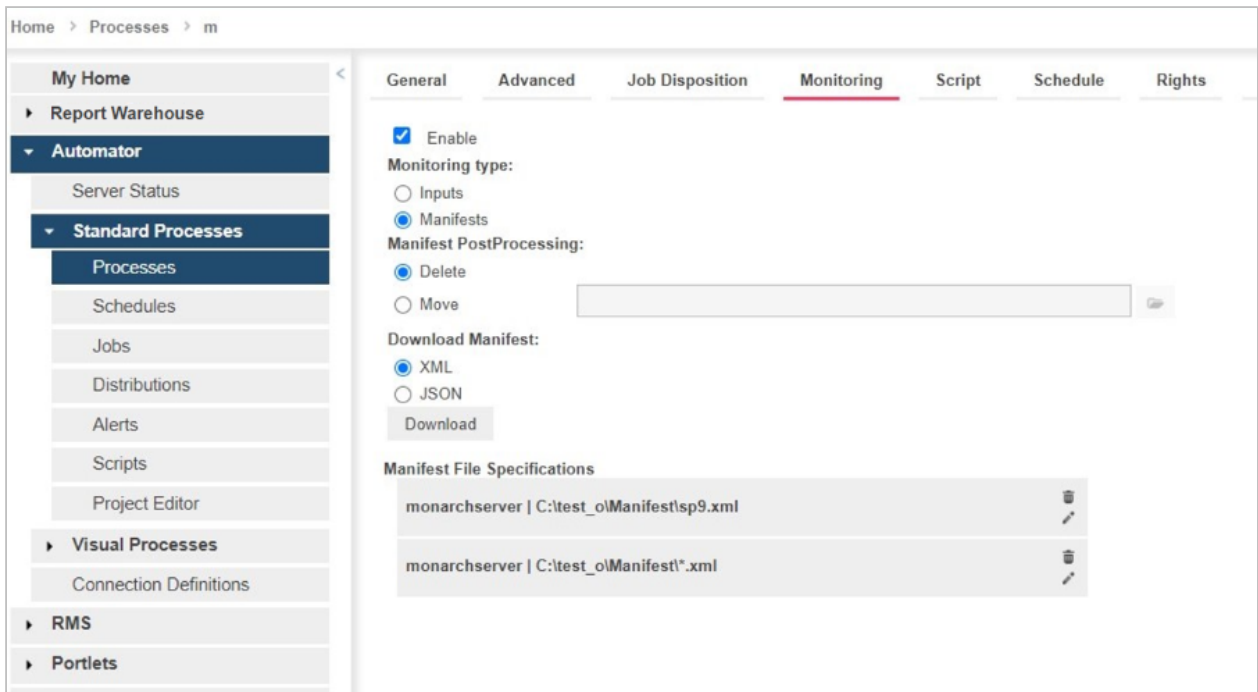 Home > Processes > m
My Home
Report Warehouse
Automator
Server Status
Standard Processes
Processes
Schedules
Jobs
Distributions
Alerts
Scripts
Project Editor
Visual Processes
Connection Definitions
RMS
Portlets
General Advanced Job Disposition Monitoring Script Schedule Rights
Enable
Monitoring type:
Inputs
Manifests
Manifest PostProcessing:
Delete
Move
Download Manifest:
XML
JSON
Download
Manifest File Specifications
monarchserver | C:\test_o\Manifest\sp9.xml
monarchserver | C:\test_o\Manifest\*.xml